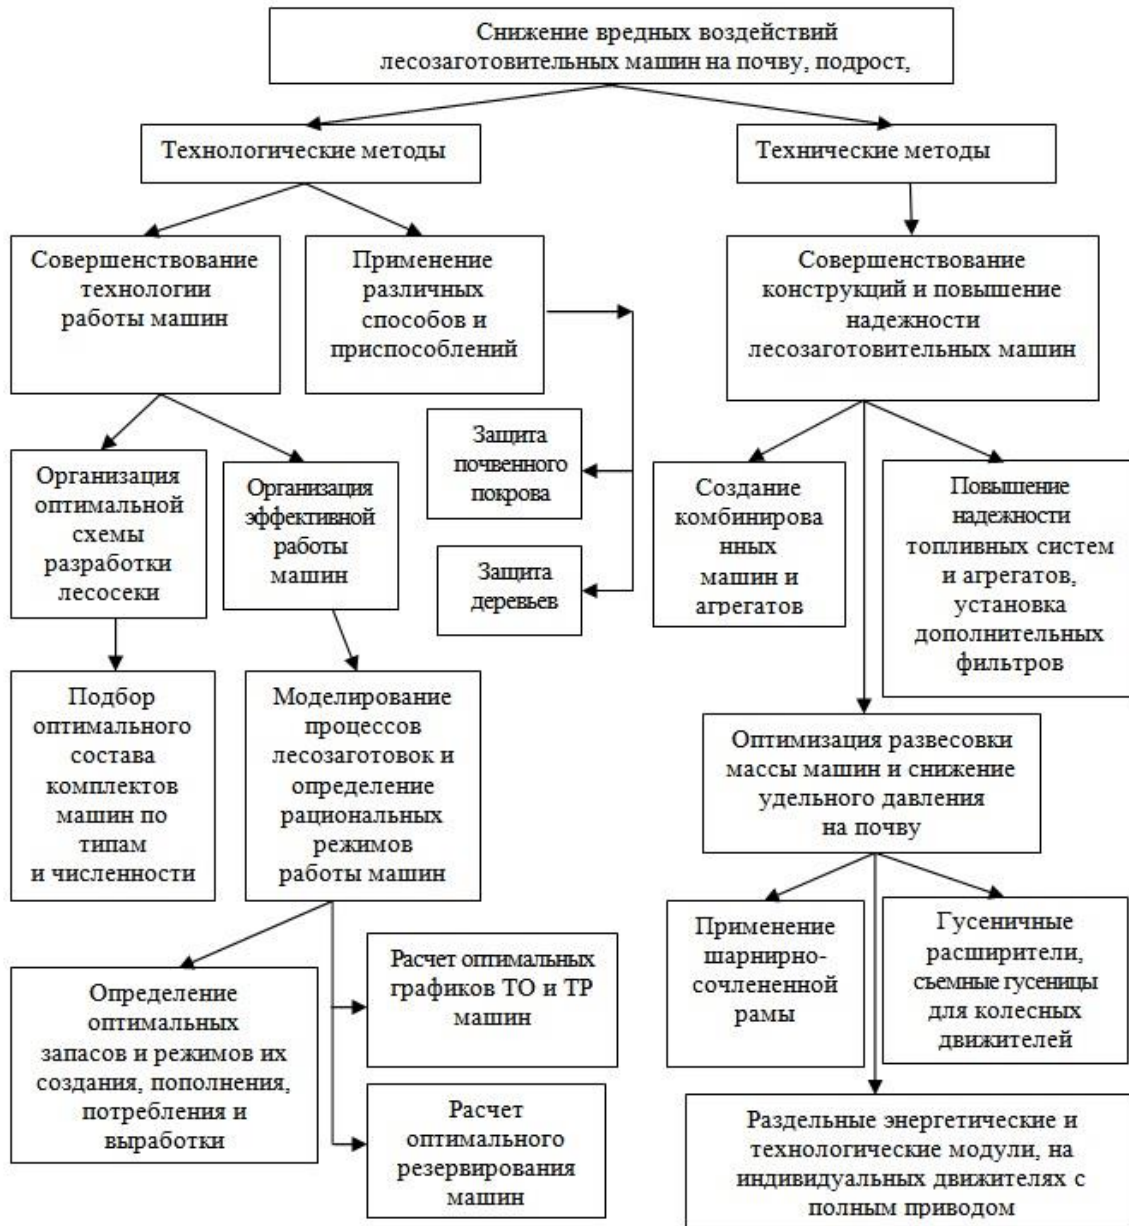 Снижение вредных воздействий
лесозаготовительных машин на почву, подрост,
Технологические методы
Технические методы
Совершенствование
технологии
работы машин
Применение
различных
способов и
приспособлений
Совершенствование
конструкций и повышение
надежности
лесозаготовительных машин
Защита
почвенного
покрова
Защита
деревьев
Организация
оптимальной
схемы
разработки
лесосеки
Организация
эффективной
работы
машин
Создание
комбинирова
нных
машин и
агрегатов
Повышение
надежности
топливных систем
и агрегатов,
установка
дополнительных
фильтров
Подбор
оптимального
состава
комплектов
машин по
типам
и численности
Моделирование
процессов
лесозаготовок и
определение
рациональных
режимов
работы машин
Оптимизация развесовки
массы машин и снижение
удельного давления
на почву
Определение
оптимальных
запасов и режимов их
создания, пополнения,
потребления и
выработки
Расчет оптимальных
графиков ТО и ТР
машин
Расчет
оптимального
резервирования
машин
Применение
шарнирно-
сочлененной
рамы
Гусеничные
расширители,
съемные гусеницы
для колесных
движителей
Раздельные энергетические и
технологические модули, на
индивидуальных движителях с
полным приводом